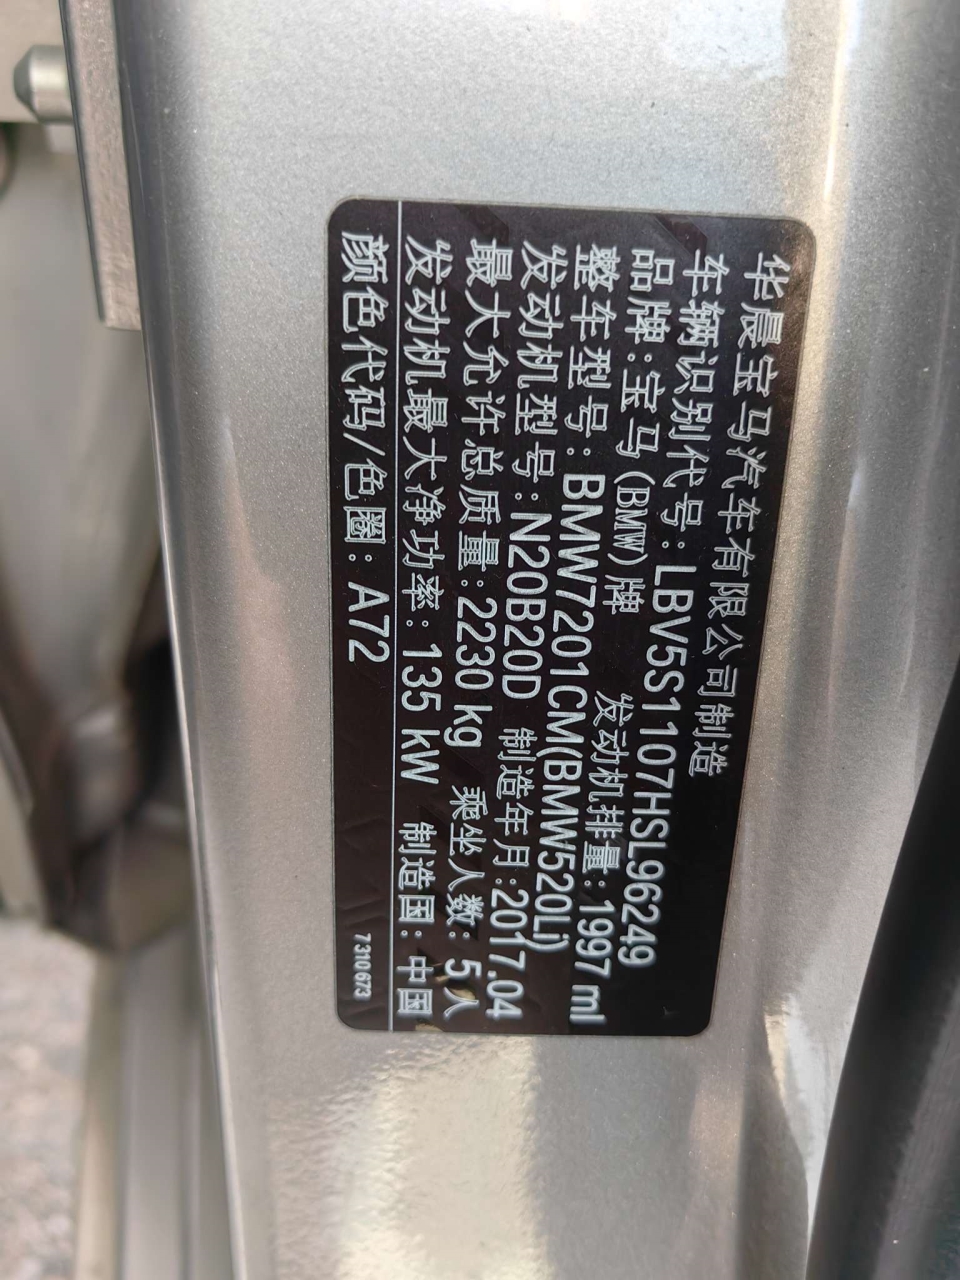 华晨宝马汽车有限公司制造
车辆识别代号:LBV5S1107HSL96249
品牌:宝马(BMW)牌 发动机排量:1997 ml
整车型号:BMW7201CM(BMW520Li)
发动机型号:N20B20D 制造年月:2017.04
最大允许总质量:2230 kg 乘坐人数:5人
发动机最大净功率:135 kW 制造国:中国
颜色代码/色圈:A72
7310673